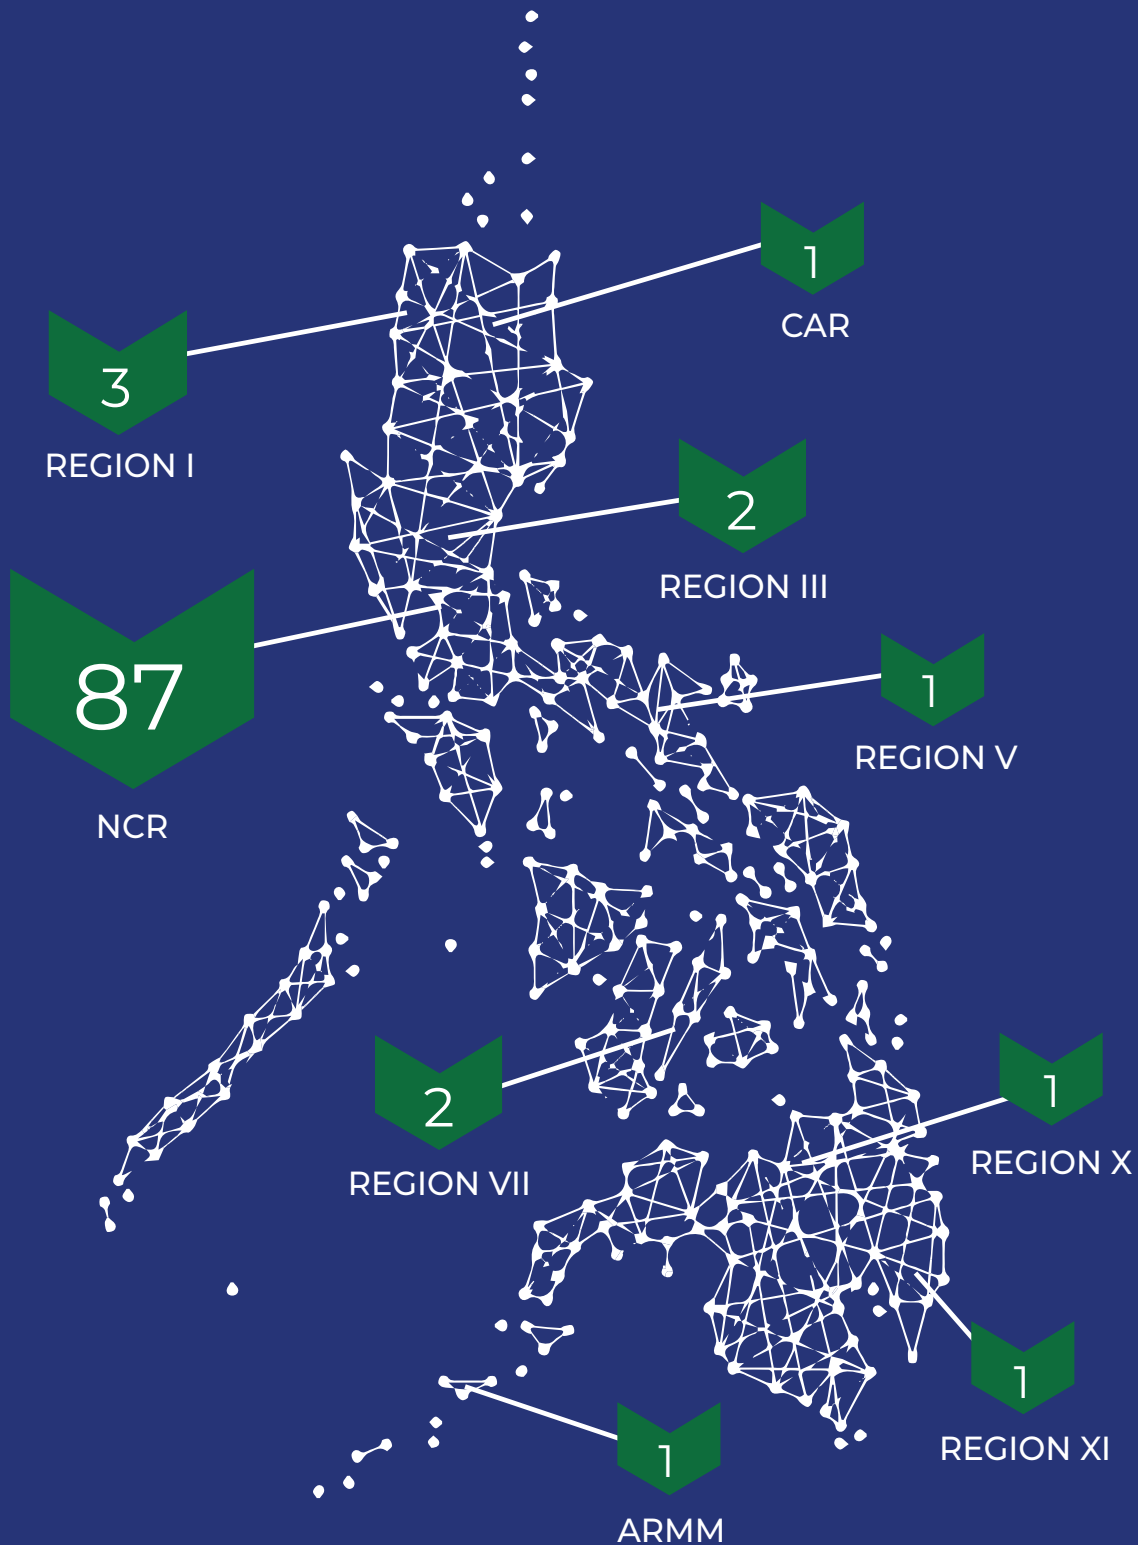 1
CAR
3
REGION I
2
REGION III
87
NCR
1
REGION V
2
REGION VII
1
REGION X
1
REGION XI
1
ARMM